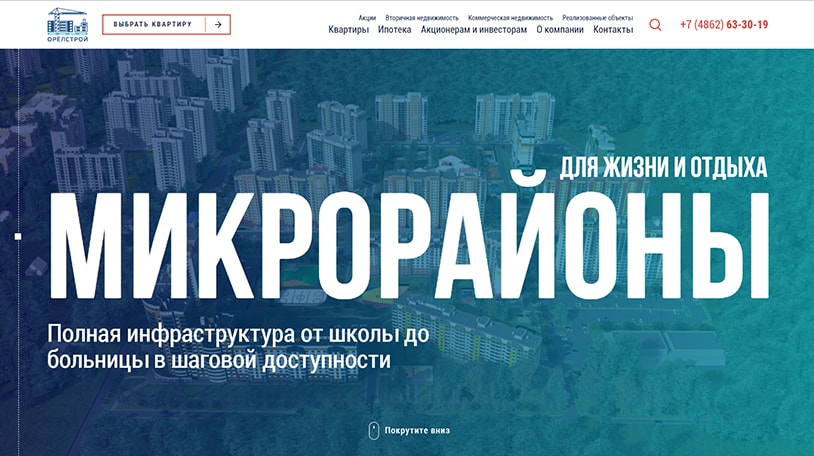 ОРЁЛСТРОЙ
ВЫБРАТЬ КВАРТИРУ
Акции Вторичная недвижимость Коммерческая недвижимость Реализованные объекты
Квартиры Ипотека Акционерам и инвесторам О компании Контакты
+7 (4862) 63-30-19
ДЛЯ ЖИЗНИ И ОТДЫХА
МИКРОРАЙОНЫ
Полная инфраструктура от школы до
больницы в шаговой доступности
Покрутите вниз